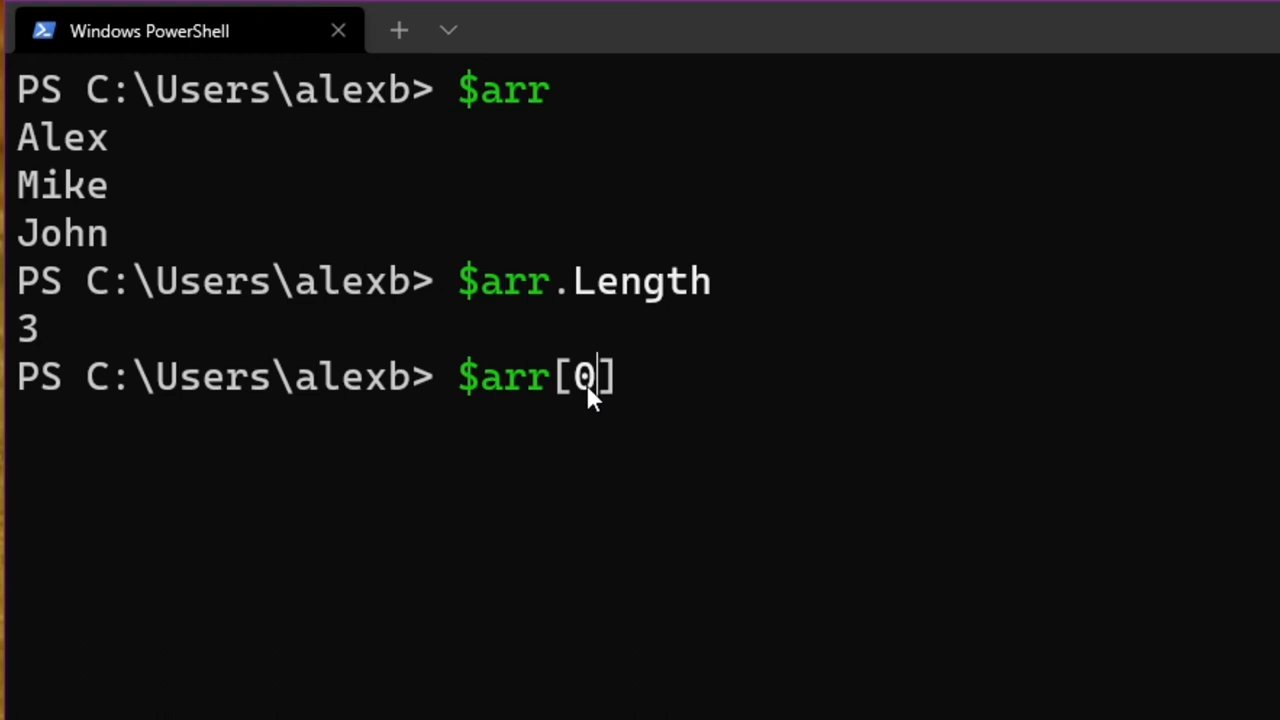 Windows PowerShell
PS C:\Users\alexb> $arr
Alex
Mike
John
PS C:\Users\alexb> $arr.Length
3
PS C:\Users\alexb> $arr[0]